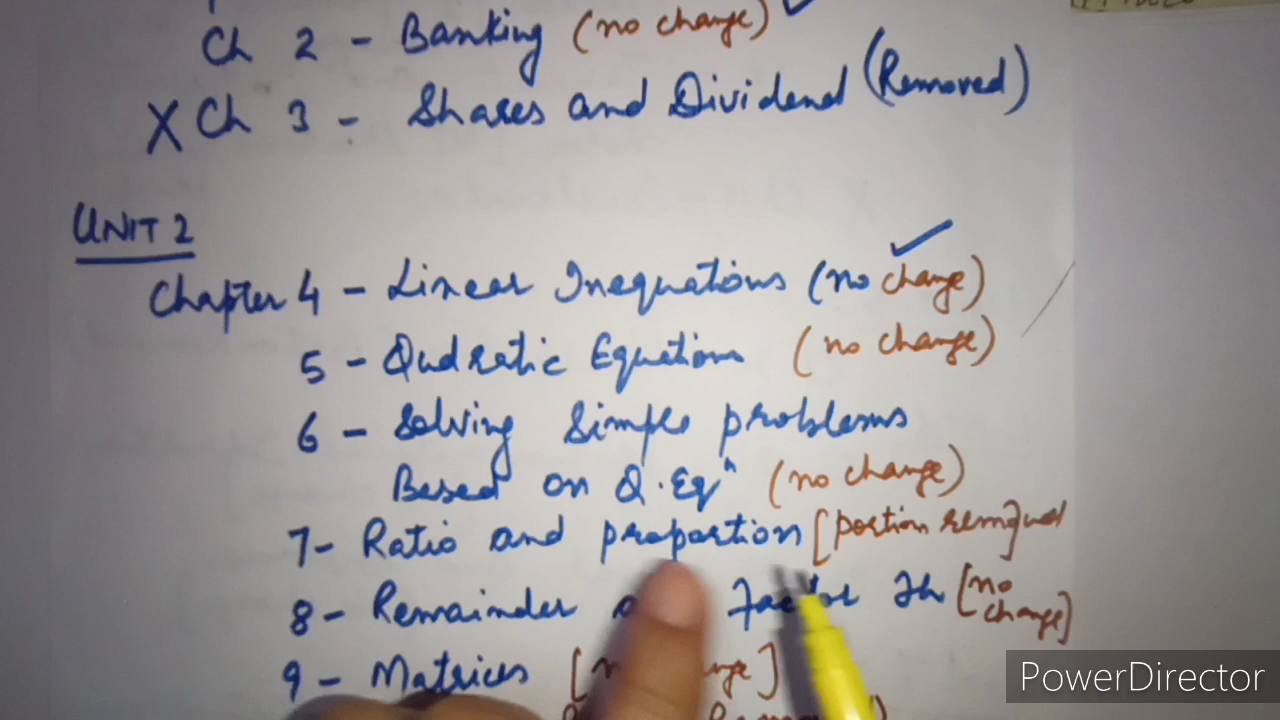 Ch 2 - Banking (no change) ✓
X Ch 3 - Shares and Dividend (Removed)
UNIT 2
Chapter 4 - Linear Inequations (no change) ✓
5 - Qudratic Equations (no change)
6 - Solving Simple problems
Based on Q.Eqⁿ (no change)
7 - Ratio and proportion [portion removed]
8 - Remainder Factor Th [no change]
9 - Matrices
PowerDirector